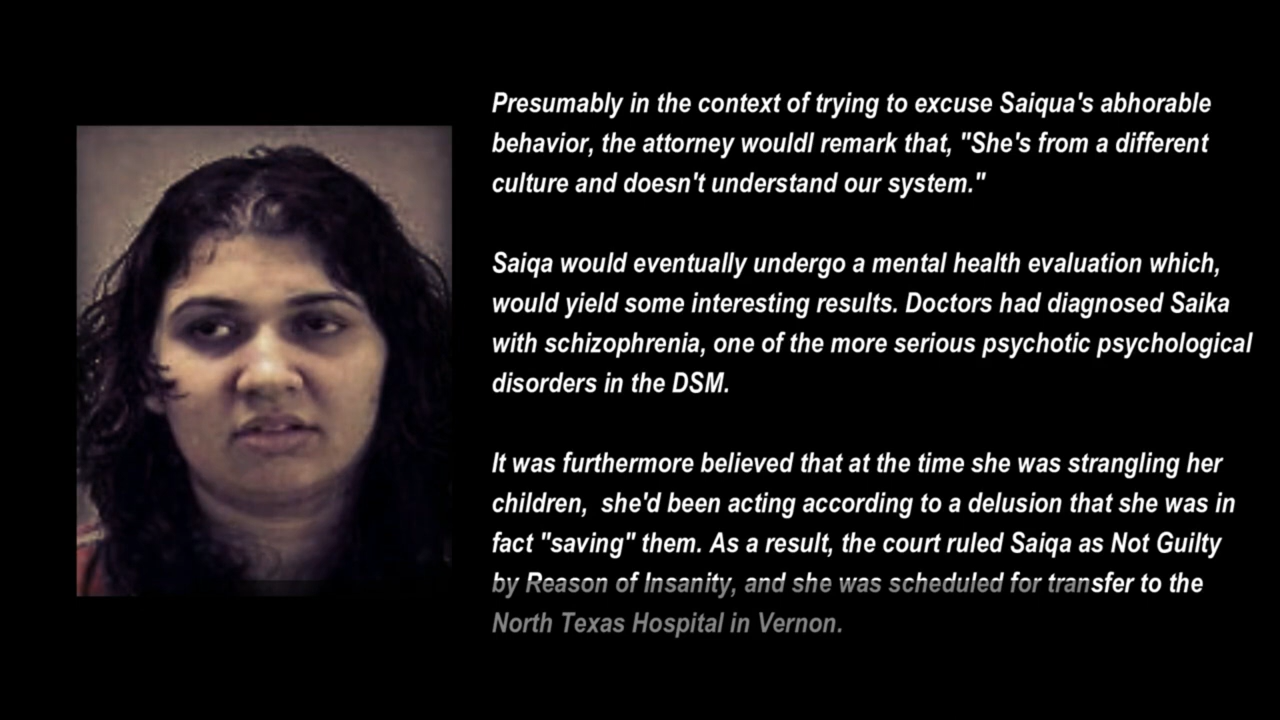 Presumably in the context of trying to excuse Saiqua's abhorable
behavior, the attorney wouldl remark that, "She's from a different
culture and doesn't understand our system."
Saiqa would eventually undergo a mental health evaluation which,
would yield some interesting results. Doctors had diagnosed Saika
with schizophrenia, one of the more serious psychotic psychological
disorders in the DSM.
It was furthermore believed that at the time she was strangling her
children,  she'd been acting according to a delusion that she was in
fact "saving" them. As a result, the court ruled Saiqa as Not Guilty
by Reason of Insanity, and she was scheduled for transfer to the
North Texas Hospital in Vernon.